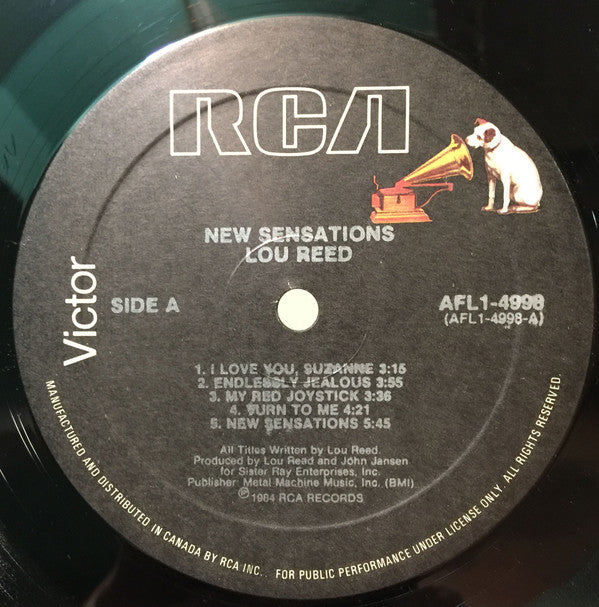 RCA
Victor
NEW SENSATIONS
LOU REED
SIDE A
AFL1-4998
(AFL1-4998-A)
1. I LOVE YOU, SUZANNE 3:15
2. ENDLESSLY JEALOUS 3:55
3. MY RED JOYSTICK 3:36
4. TURN TO ME 4:21
5. NEW SENSATIONS 5:45
All Titles Written by Lou Reed.
Produced by Lou Reed and John Jansen
for Sister Ray Enterprises, Inc.
Publisher Metal Machine Music, Inc. (BMI)
℗1984 RCA RECORDS
MANUFACTURED AND DISTRIBUTED IN CANADA BY RCA INC.. FOR PUBLIC PERFORMANCE UNDER LICENSE ONLY. ALL RIGHTS RESERVED.